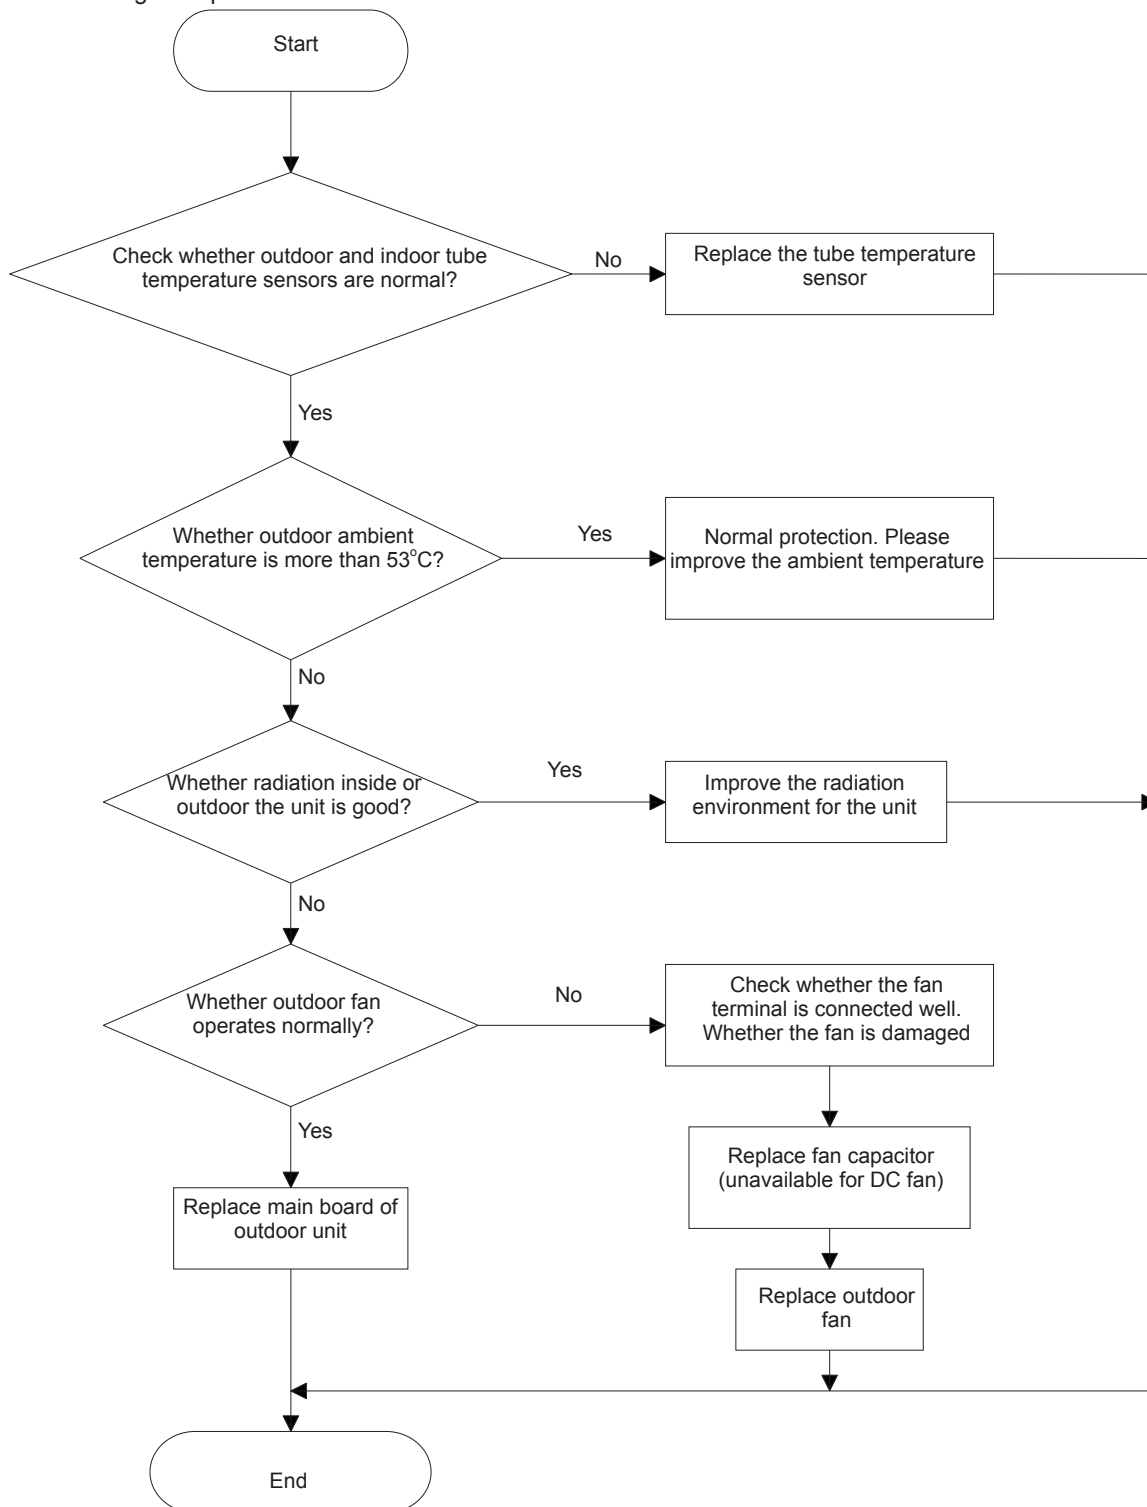 Start
Check whether outdoor and indoor tube
temperature sensors are normal?
No
Replace the tube temperature
sensor
Yes
Whether outdoor ambient
temperature is more than 53°C?
Yes
Normal protection. Please
improve the ambient temperature
No
Whether radiation inside or
outdoor the unit is good?
Yes
Improve the radiation
environment for the unit
No
Whether outdoor fan
operates normally?
No
Check whether the fan
terminal is connected well.
Whether the fan is damaged
Yes
Replace fan capacitor
(unavailable for DC fan)
Replace main board of
outdoor unit
Replace outdoor
fan
End